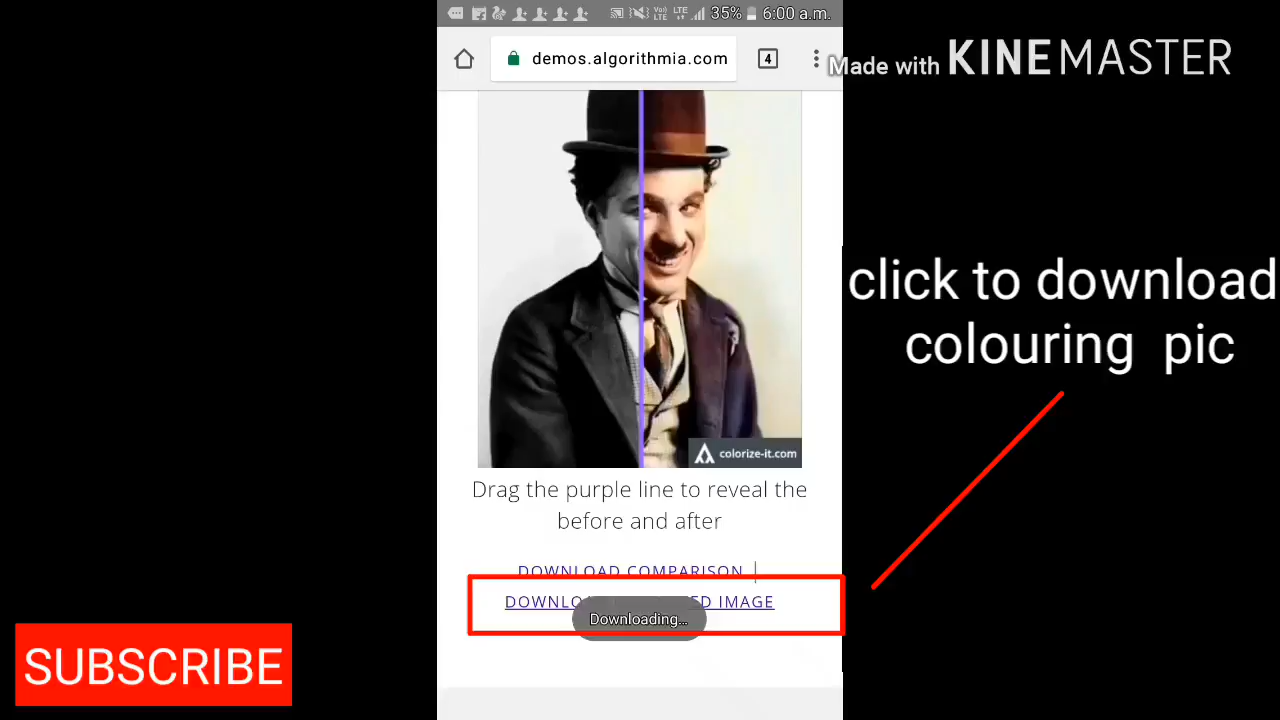 35% 6:00 a.m.
demos.algorithmia.com 4
Made with KINEMASTER
click to download
colouring pic
colorize-it.com
Drag the purple line to reveal the
before and after
DOWNLOAD COMPARISON |
IMAGE
Downloading...
SUBSCRIBE